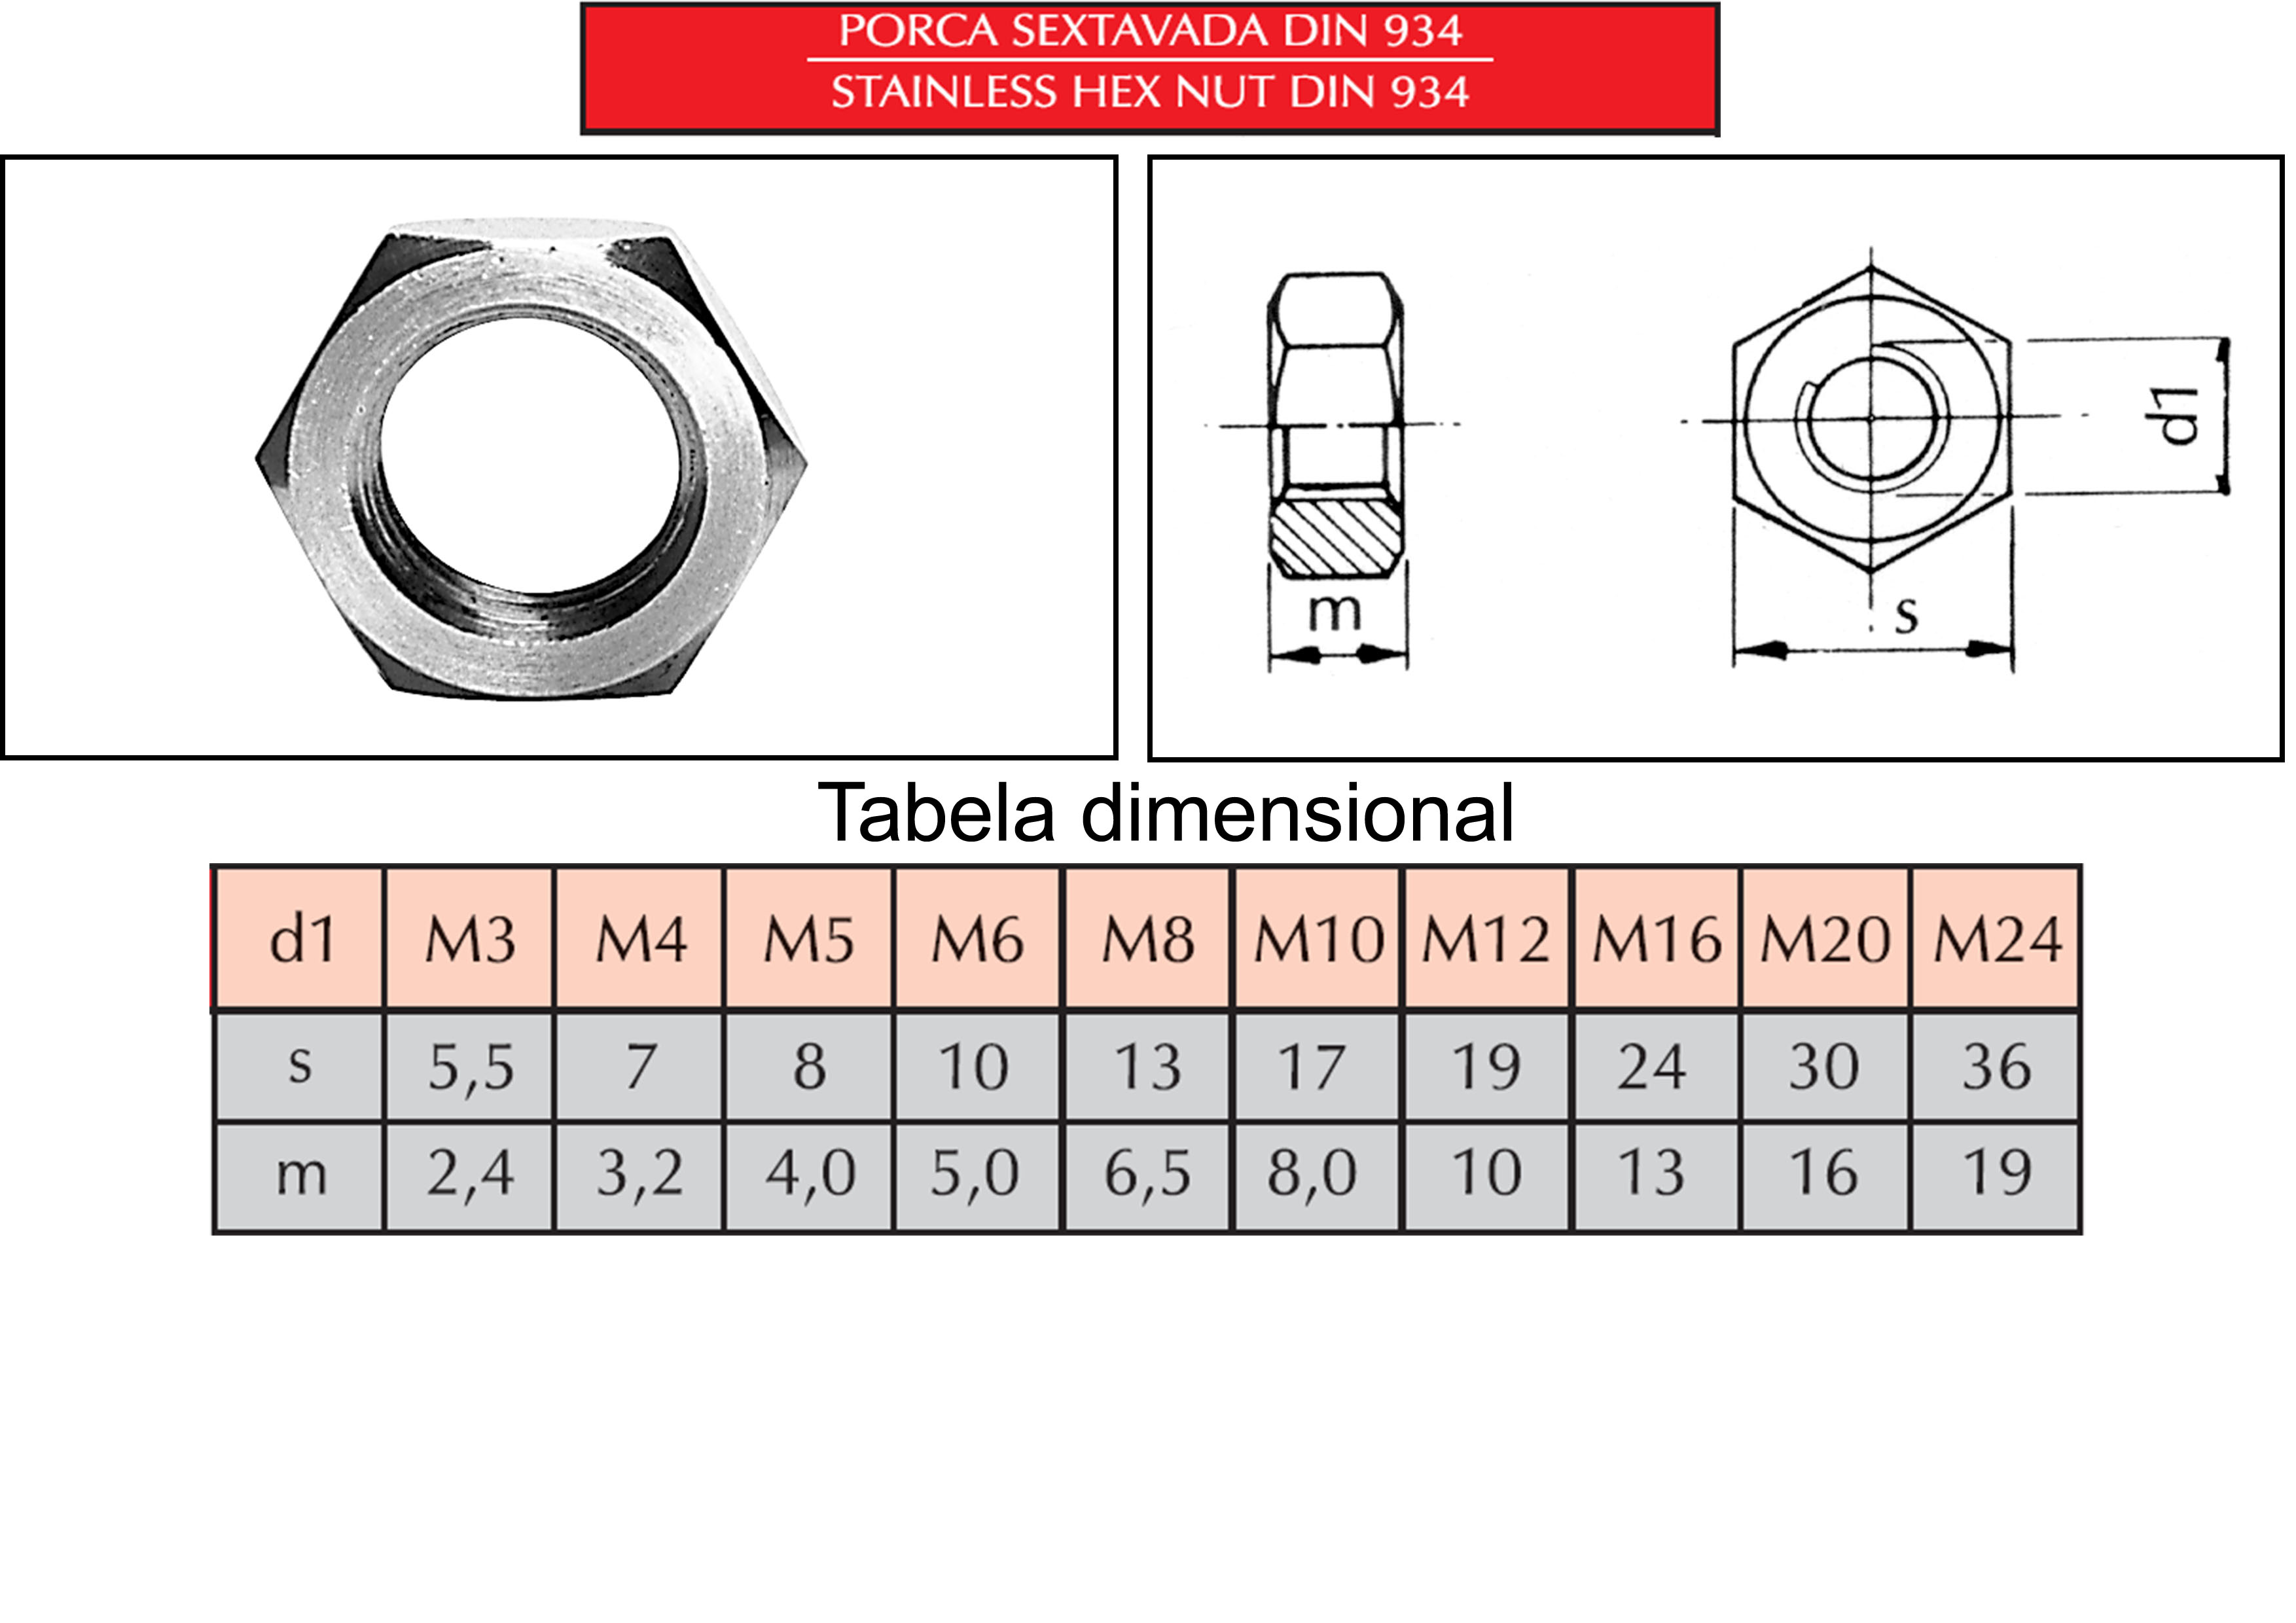 PORCA SEXTAVADA DIN 934
STAINLESS HEX NUT DIN 934
d1
m
s
Tabela dimensional
d1 M3 M4 M5 M6 M8 M10 M12 M16 M20 M24
s 5,5 7 8 10 13 17 19 24 30 36
m 2,4 3,2 4,0 5,0 6,5 8,0 10 13 16 19